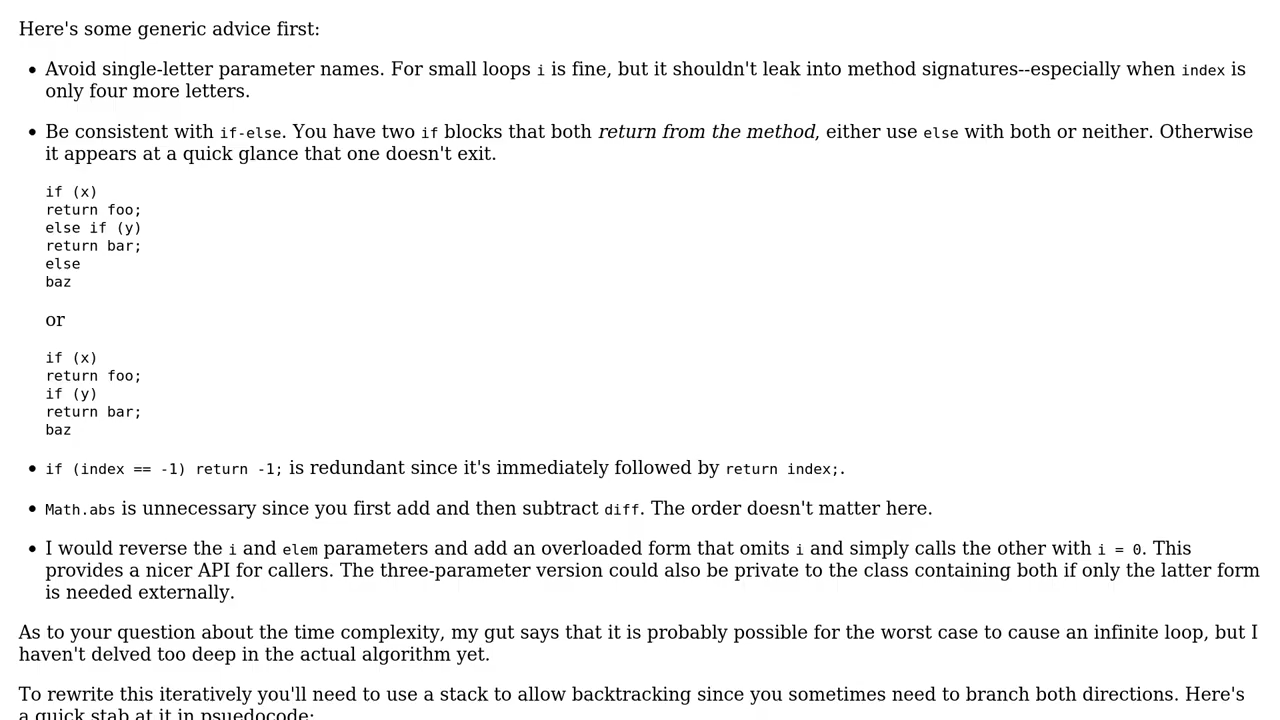 Here's some generic advice first:
Avoid single-letter parameter names. For small loops i is fine, but it shouldn't leak into method signatures--especially when index is
only four more letters.
Be consistent with if-else. You have two if blocks that both return from the method, either use else with both or neither. Otherwise
it appears at a quick glance that one doesn't exit.
if (x)
return foo;
else if (y)
return bar;
else
baz
or
if (x)
return foo;
if (y)
return bar;
baz
if (index == -1) return -1; is redundant since it's immediately followed by return index;.
Math.abs is unnecessary since you first add and then subtract diff. The order doesn't matter here.
I would reverse the i and elem parameters and add an overloaded form that omits i and simply calls the other with i = 0. This
provides a nicer API for callers. The three-parameter version could also be private to the class containing both if only the latter form
is needed externally.
As to your question about the time complexity, my gut says that it is probably possible for the worst case to cause an infinite loop, but I
haven't delved too deep in the actual algorithm yet.
To rewrite this iteratively you'll need to use a stack to allow backtracking since you sometimes need to branch both directions. Here's
a quick stab at it in psuedocode: